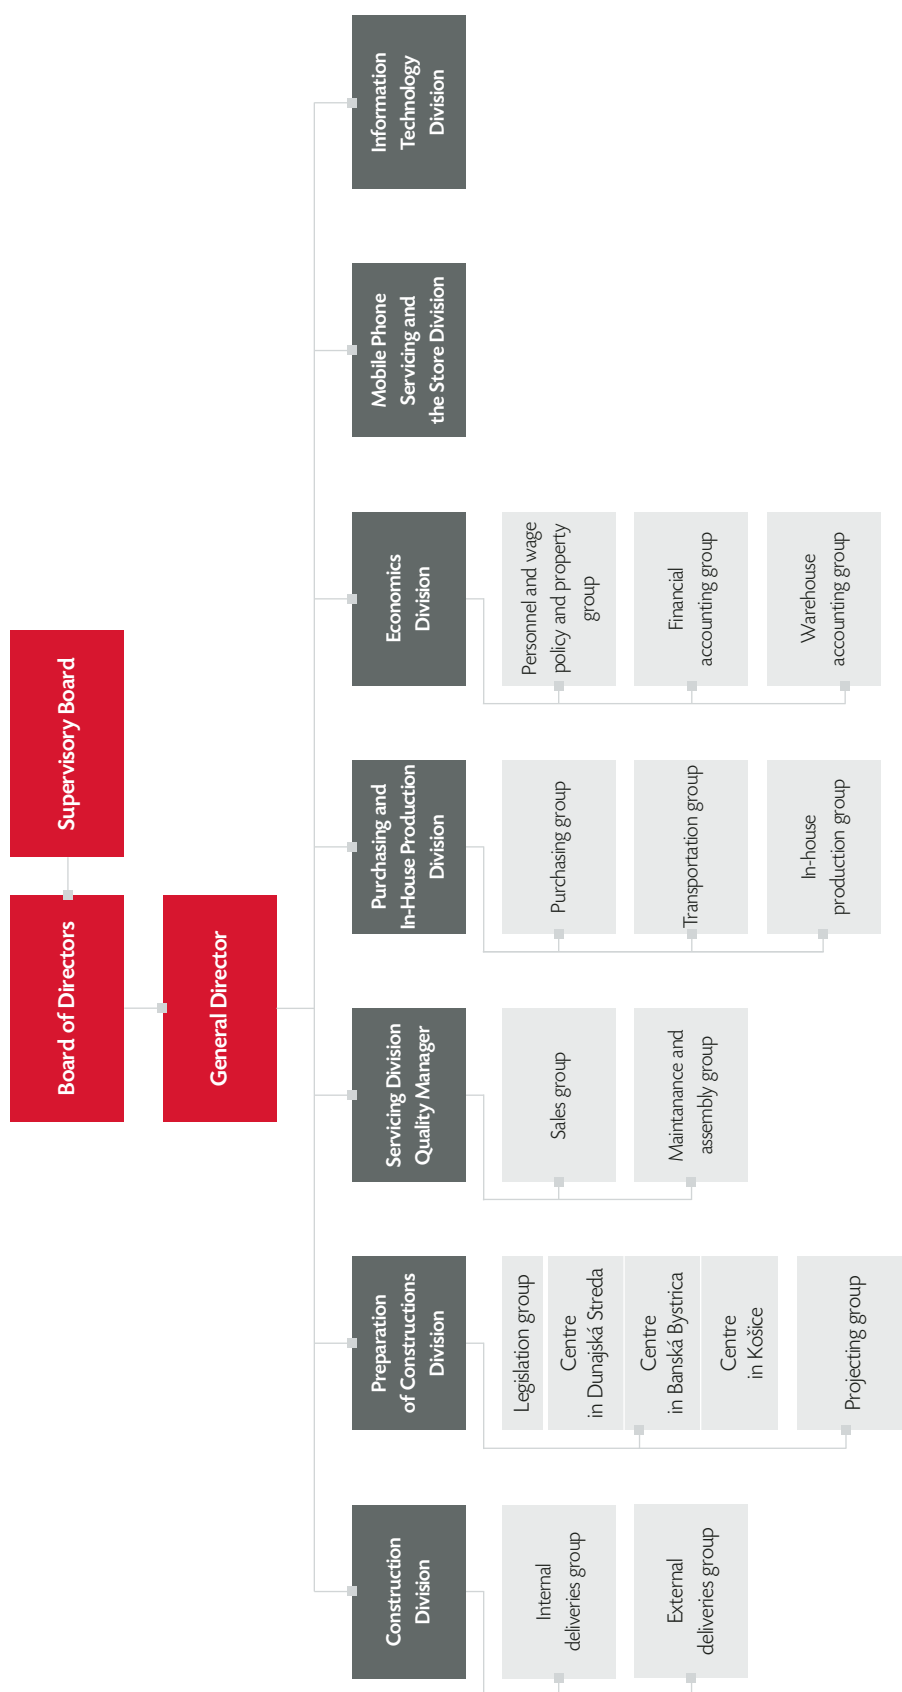 Supervisory Board
Board of Directors
General Director
Construction
Division
Preparation
of Constructions
Division
Servicing Division
Quality Manager
Purchasing and
In-House Production
Division
Economics
Division
Mobile Phone
Servicing and
the Store Division
Information
Technology
Division
Internal
deliveries group
External
deliveries group
Legislation group
Centre
in Dunajská Streda
Centre
in Banská Bystrica
Centre
in Košice
Projecting group
Sales group
Maintanance and
assembly group
Purchasing group
Transportation group
In-house
production group
Personnel and wage
policy and property
group
Financial
accounting group
Warehouse
accounting group